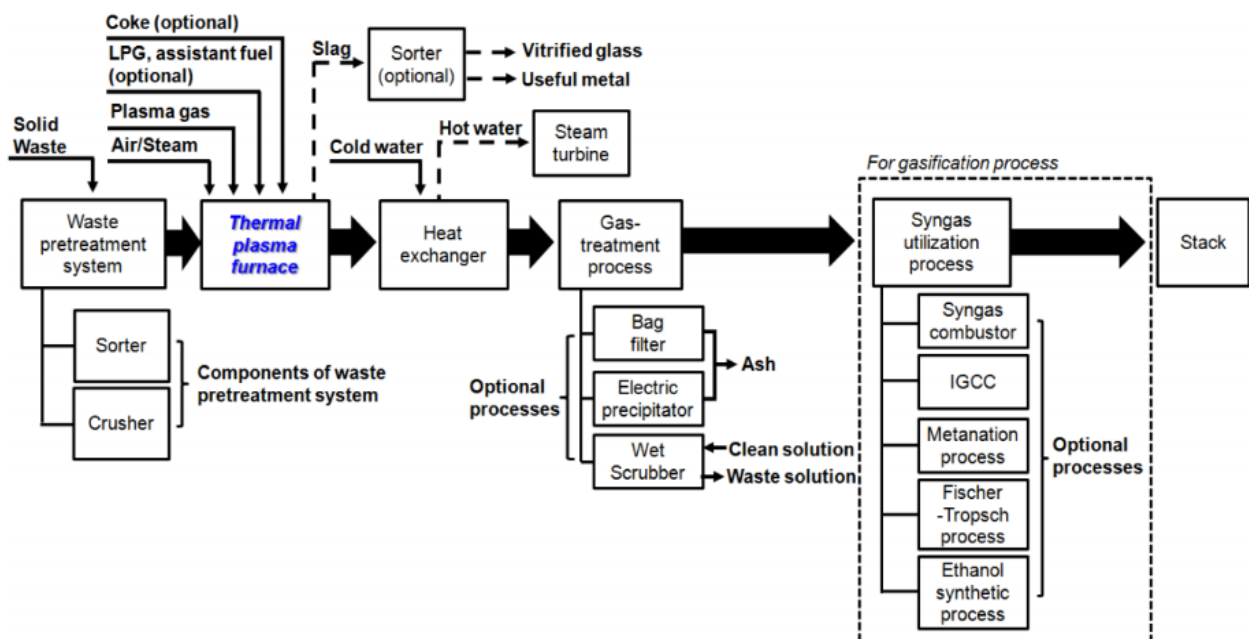 Coke (optional)
LPG, assistant fuel
(optional)
Plasma gas
Air/Steam
Solid
Waste
Slag
Sorter
(optional)
Vitrified glass
Useful metal
Cold water
Hot water
Steam
turbine
For gasification process
Waste
pretreatment
system
Thermal
plasma
furnace
Heat
exchanger
Gas-
treatment
process
Syngas
utilization
process
Stack
Sorter
Crusher
Components of waste
pretreatment system
Optional
processes
Bag
filter
Electric
precipitator
Ash
Wet
Scrubber
Clean solution
Waste solution
Syngas
combustor
IGCC
Metanation
process
Fischer
-Tropsch
process
Ethanol
synthetic
process
Optional
processes